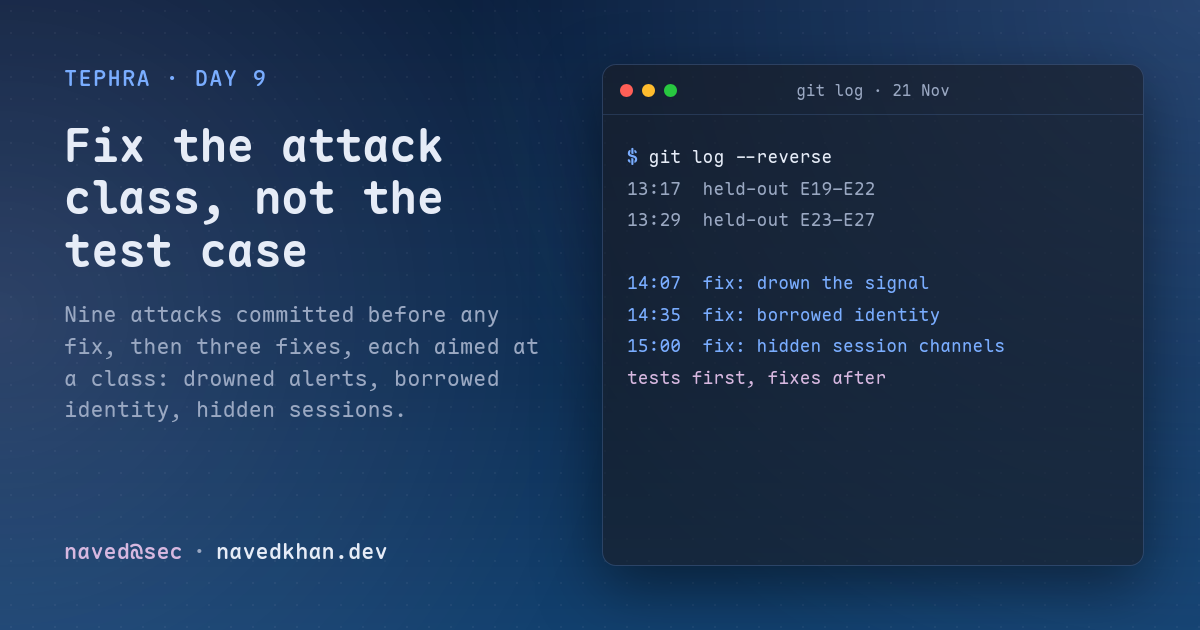 TEPHRA · DAY 9
Fix the attack
class, not the
test case
Nine attacks committed before any
fix, then three fixes, each aimed at
a class: drowned alerts, borrowed
identity, hidden sessions.
naved@sec · navedkhan.dev
git log · 21 Nov
$ git log --reverse
13:17  held-out E19–E22
13:29  held-out E23–E27
14:07  fix: drown the signal
14:35  fix: borrowed identity
15:00  fix: hidden session channels
tests first, fixes after